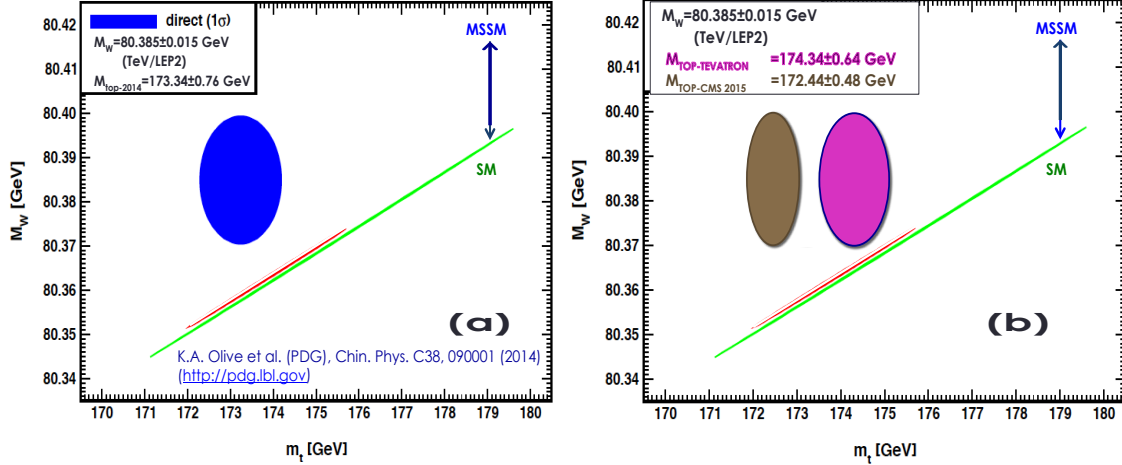 direct (1σ)
M_W=80.385±0.015 GeV
(TeV/LEP2)
M_top-2014=173.34±0.76 GeV
MSSM
SM
(a)
K.A. Olive et al. (PDG), Chin. Phys. C38, 090001 (2014)
(http://pdg.lbl.gov)
M_W [GeV]
80.42
80.41
80.40
80.39
80.38
80.37
80.36
80.35
80.34
170 171 172 173 174 175 176 177 178 179 180
m_t [GeV]
M_W=80.385±0.015 GeV
(TeV/LEP2)
M_TOP-TEVATRON =174.34±0.64 GeV
M_TOP-CMS 2015 =172.44±0.48 GeV
MSSM
SM
(b)
M_W [GeV]
80.42
80.41
80.40
80.39
80.38
80.37
80.36
80.35
80.34
170 171 172 173 174 175 176 177 178 179 180
m_t [GeV]